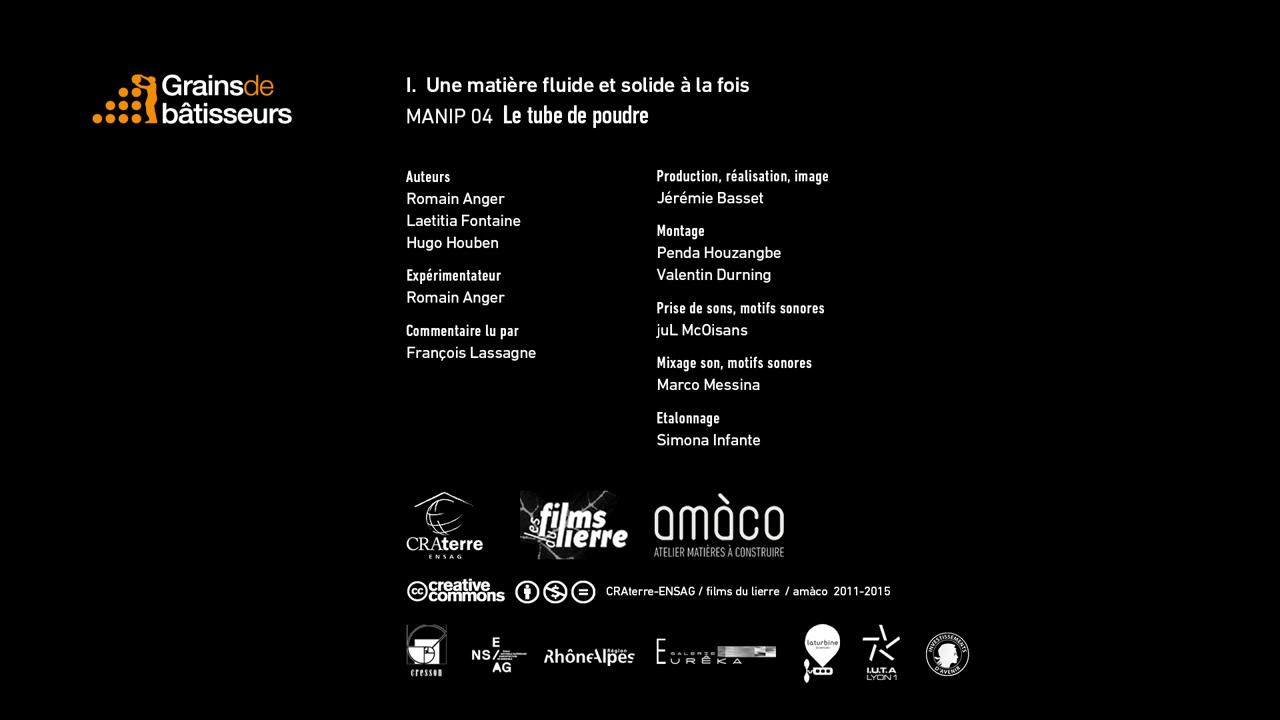 Grainsde
bâtisseurs
I. Une matière fluide et solide à la fois
MANIP 04 Le tube de poudre
Auteurs
Romain Anger
Laetitia Fontaine
Hugo Houben
Expérimentateur
Romain Anger
Commentaire lu par
François Lassagne
Production, réalisation, image
Jérémie Basset
Montage
Penda Houzangbe
Valentin Durning
Prise de sons, motifs sonores
juL McOisans
Mixage son, motifs sonores
Marco Messina
Etalonnage
Simona Infante
CRAterre
ENSAG
les films
du lierre
amàco
ATELIER MATIÈRES À CONSTRUIRE
cc creative
commons
CRAterre-ENSAG / films du lierre / amàco 2011-2015
cresson
E
NS/
AG
Région
RhôneAlpes
GALERIE
EURÊKA
laturbine
I.U.T.A
LYON 1
INVESTISSEMENTS
D'AVENIR